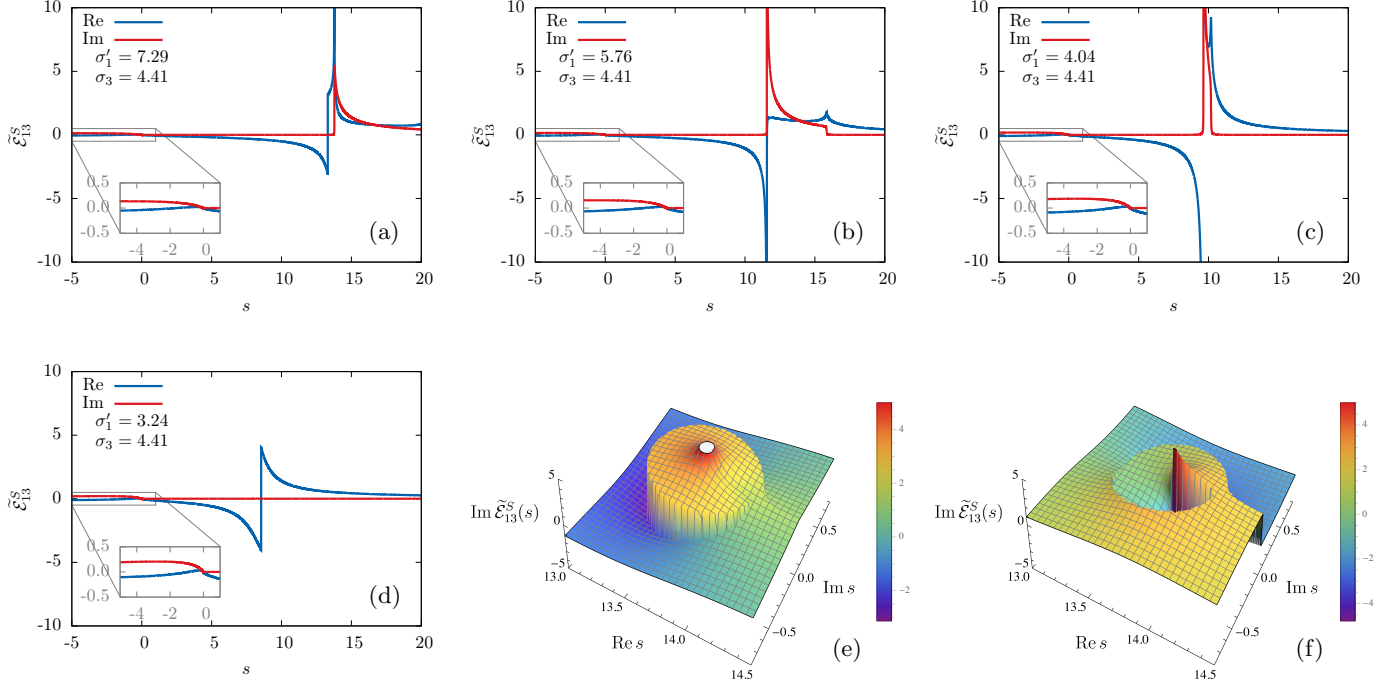 10
Re
Im
σ′₁ = 7.29
σ₃ = 4.41
5
0
-5
-10
ℰ̃ˢ₁₃
0.5
0.0
-0.5
-4 -2 0
(a)
-5 0 5 10 15 20
s
10
Re
Im
σ′₁ = 5.76
σ₃ = 4.41
5
0
-5
-10
ℰ̃ˢ₁₃
0.5
0.0
-0.5
-4 -2 0
(b)
-5 0 5 10 15 20
s
10
Re
Im
σ′₁ = 4.04
σ₃ = 4.41
5
0
-5
-10
ℰ̃ˢ₁₃
0.5
0.0
-0.5
-4 -2 0
(c)
-5 0 5 10 15 20
s
10
Re
Im
σ′₁ = 3.24
σ₃ = 4.41
5
0
-5
-10
ℰ̃ˢ₁₃
0.5
0.0
-0.5
-4 -2 0
(d)
-5 0 5 10 15 20
s
Im ℰ̃ˢ₁₃(s)
5
0
−5
13.0
13.5
14.0
14.5
Re s
−0.5
0.0
0.5
Im s
4
2
0
−2
(e)
Im ℰ̃ˢ₁₃(s)
5
0
−5
13.0
13.5
14.0
14.5
Re s
−0.5
0.0
0.5
Im s
4
2
0
−2
−4
(f)